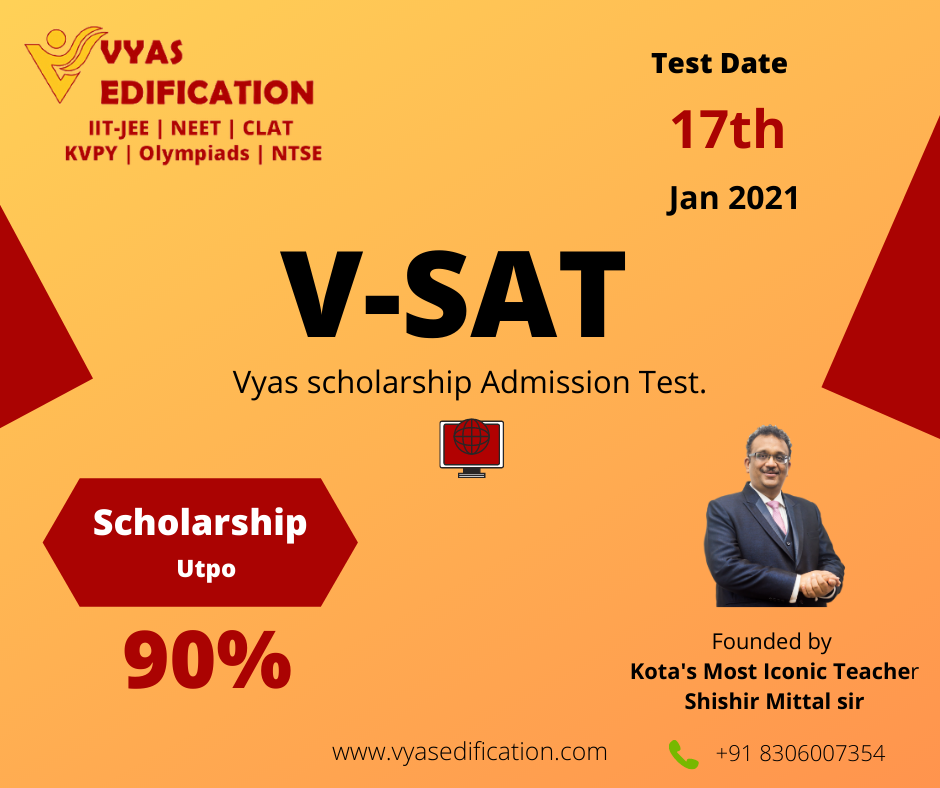 VYAS
EDIFICATION
IIT-JEE | NEET | CLAT
KVPY | Olympiads | NTSE
Test Date
17th
Jan 2021
V-SAT
Vyas scholarship Admission Test.
Scholarship
Utpo
90%
Founded by
Kota's Most Iconic Teacher
Shishir Mittal sir
www.vyasedification.com
+91 8306007354